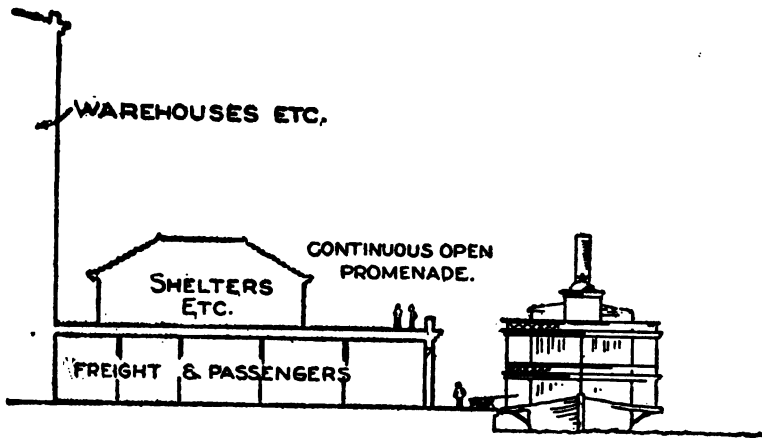 WAREHOUSES ETC.
CONTINUOUS OPEN
PROMENADE.
SHELTERS
ETC.
FREIGHT & PASSENGERS